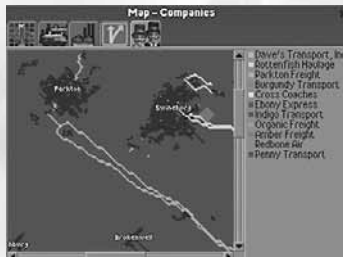 Map - Companies
Dave's Transport, Inc
Rottenfish Haulage
Parkton Freight
Burgundy Transport
Cross Coaches
Ebony Express
Indigo Transport
Organic Freight
Amber Freight
Redbone Air
Penny Transport
Parkton